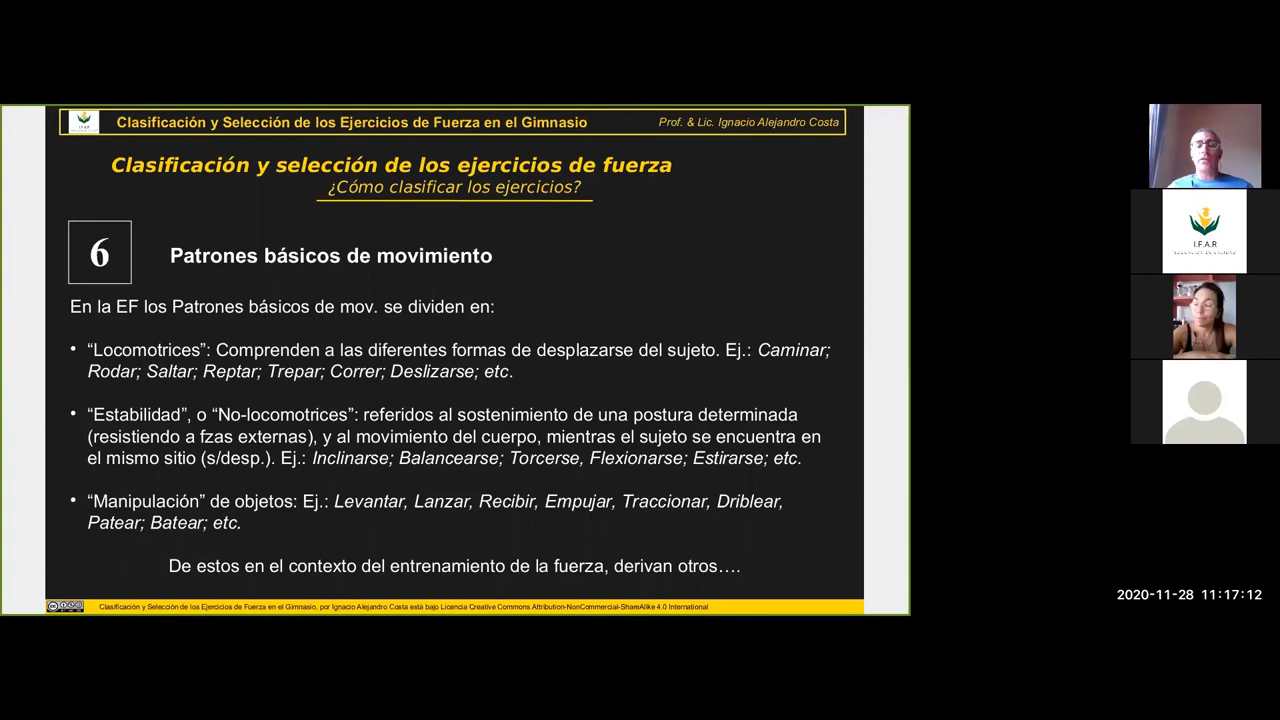 Clasificación y Selección de los Ejercicios de Fuerza en el Gimnasio
Prof. & Lic. Ignacio Alejandro Costa
Clasificación y selección de los ejercicios de fuerza
¿Cómo clasificar los ejercicios?
6
Patrones básicos de movimiento
En la EF los Patrones básicos de mov. se dividen en:
• “Locomotrices”: Comprenden a las diferentes formas de desplazarse del sujeto. Ej.: Caminar;
Rodar; Saltar; Reptar; Trepar; Correr; Deslizarse; etc.
• “Estabilidad”, o “No-locomotrices”: referidos al sostenimiento de una postura determinada
(resistiendo a fzas externas), y al movimiento del cuerpo, mientras el sujeto se encuentra en
el mismo sitio (s/desp.). Ej.: Inclinarse; Balancearse; Torcerse, Flexionarse; Estirarse; etc.
• “Manipulación” de objetos: Ej.: Levantar, Lanzar, Recibir, Empujar, Traccionar, Driblear,
Patear; Batear; etc.
De estos en el contexto del entrenamiento de la fuerza, derivan otros….
Clasificación y Selección de los Ejercicios de Fuerza en el Gimnasio, por Ignacio Alejandro Costa está bajo Licencia Creative Commons Attribution-NonCommercial-ShareAlike 4.0 International
I.F.A.R
2020-11-28 11:17:12